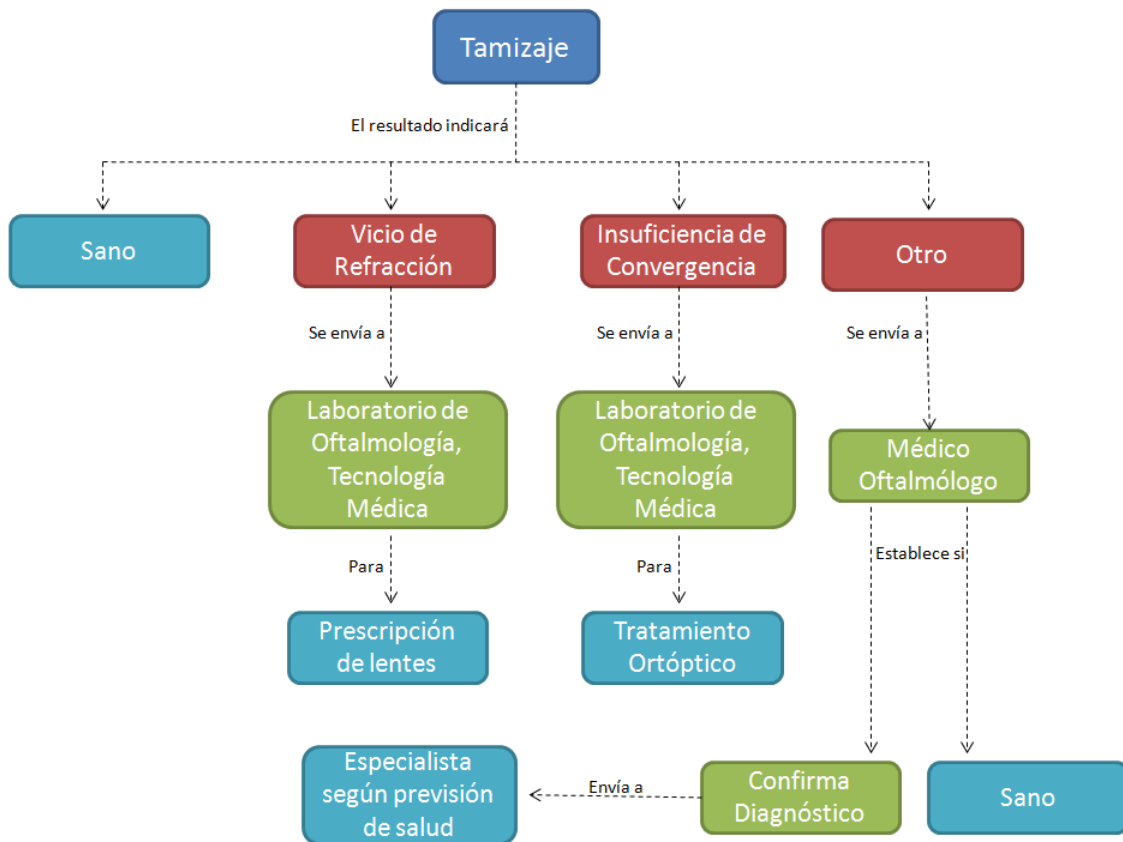 Tamizaje
El resultado indicará
Sano
Vicio de
Refracción
Insuficiencia de
Convergencia
Otro
Se envía a
Se envía a
Se envía a
Laboratorio de
Oftalmología,
Tecnología
Médica
Laboratorio de
Oftalmología,
Tecnología
Médica
Médico
Oftalmólogo
Para
Para
Establece si
Prescripción
de lentes
Tratamiento
Ortóptico
Especialista
según previsión
de salud
Envía a
Confirma
Diagnóstico
Sano